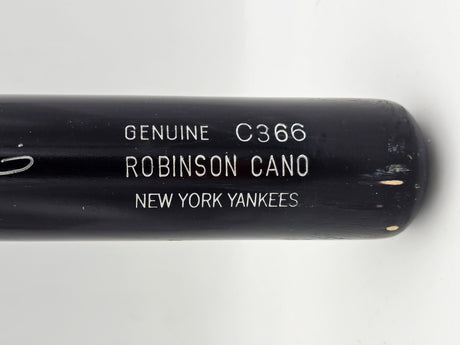 GENUINE C366
ROBINSON CANO
NEW YORK YANKEES